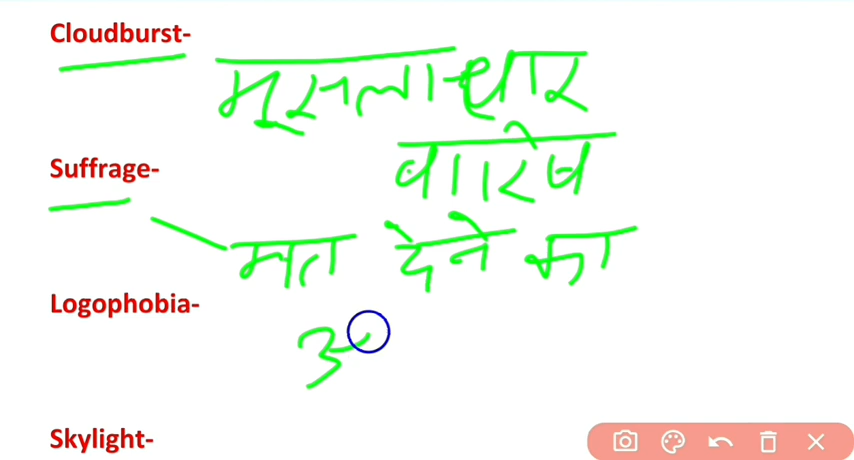 Cloudburst-
मूसलाधार
बारिष
Suffrage-
मत देने का
Logophobia-
Skylight-